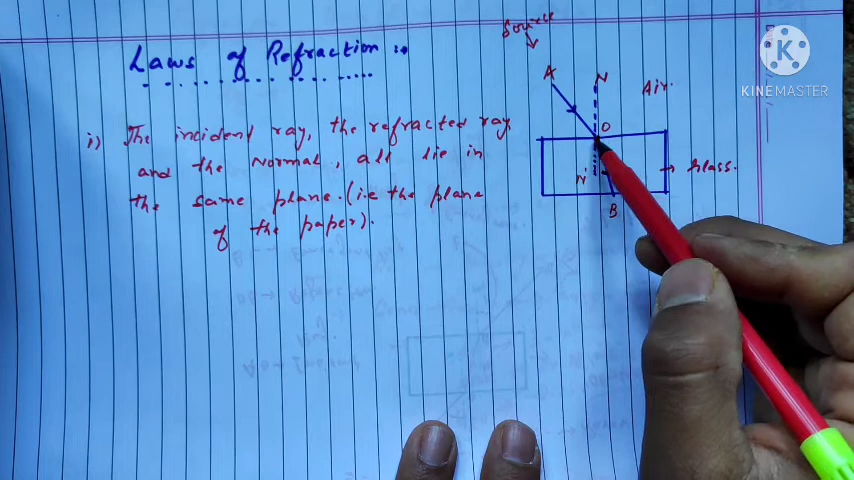 Laws of Refraction :.
i) The incident ray, the refracted ray
and the Normal, all lie in
the same plane. (i.e the plane
of the paper).
Source
A
N
Air.
O
N'
→ Glass.
B
K
KINEMASTER